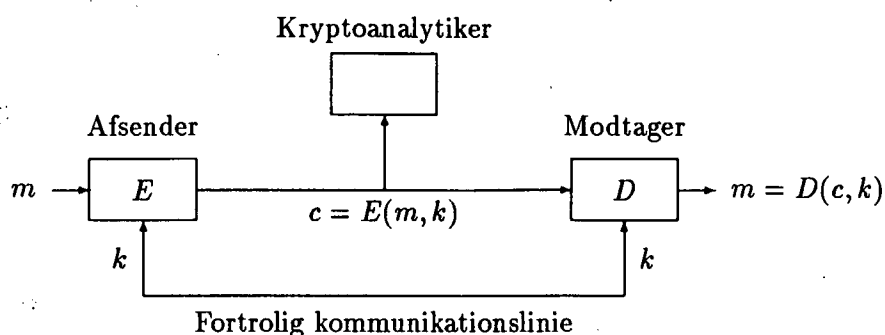 Kryptoanalytiker
Afsender
Modtager
m
E
D
m = D(c, k)
c = E(m, k)
k
k
Fortrolig kommunikationslinie